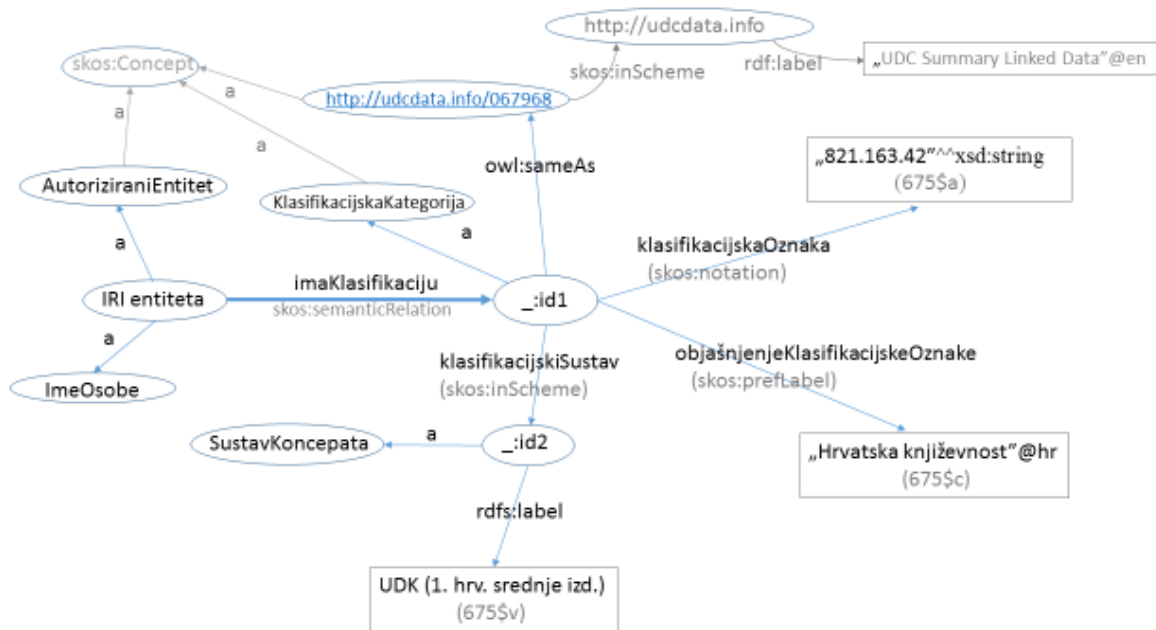 http://udcdata.info
skos:Concept
skos:inScheme
rdf:label
„UDC Summary Linked Data”@en
a
http://udcdata.info/067968
a
a
owl:sameAs
„821.163.42”^^xsd:string
(675$a)
AutoriziraniEntitet
KlasifikacijskaKategorija
a
a
klasifikacijskaOznaka
(skos:notation)
imaKlasifikaciju
IRI entiteta
_:id1
skos:semanticRelation
a
klasifikacijskiSustav
(skos:inScheme)
objašnjenjeKlasifikacijskeOznake
(skos:prefLabel)
ImeOsobe
SustavKoncepata
a
_:id2
„Hrvatska književnost”@hr
(675$c)
rdfs:label
UDK (1. hrv. srednje izd.)
(675$v)